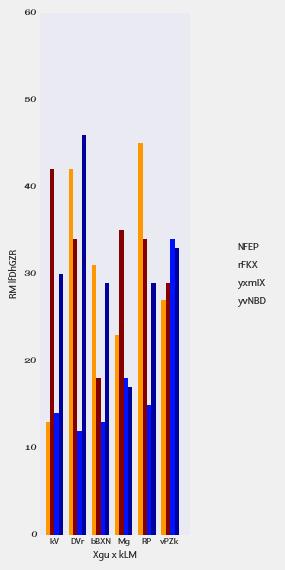 60
50
40
30
20
10
0
RM lFDhGZR
kV DVr bBXN Mg RP vPZk
Xgu x kLM
NFEP
rFKX
yxmIX
yvNBD